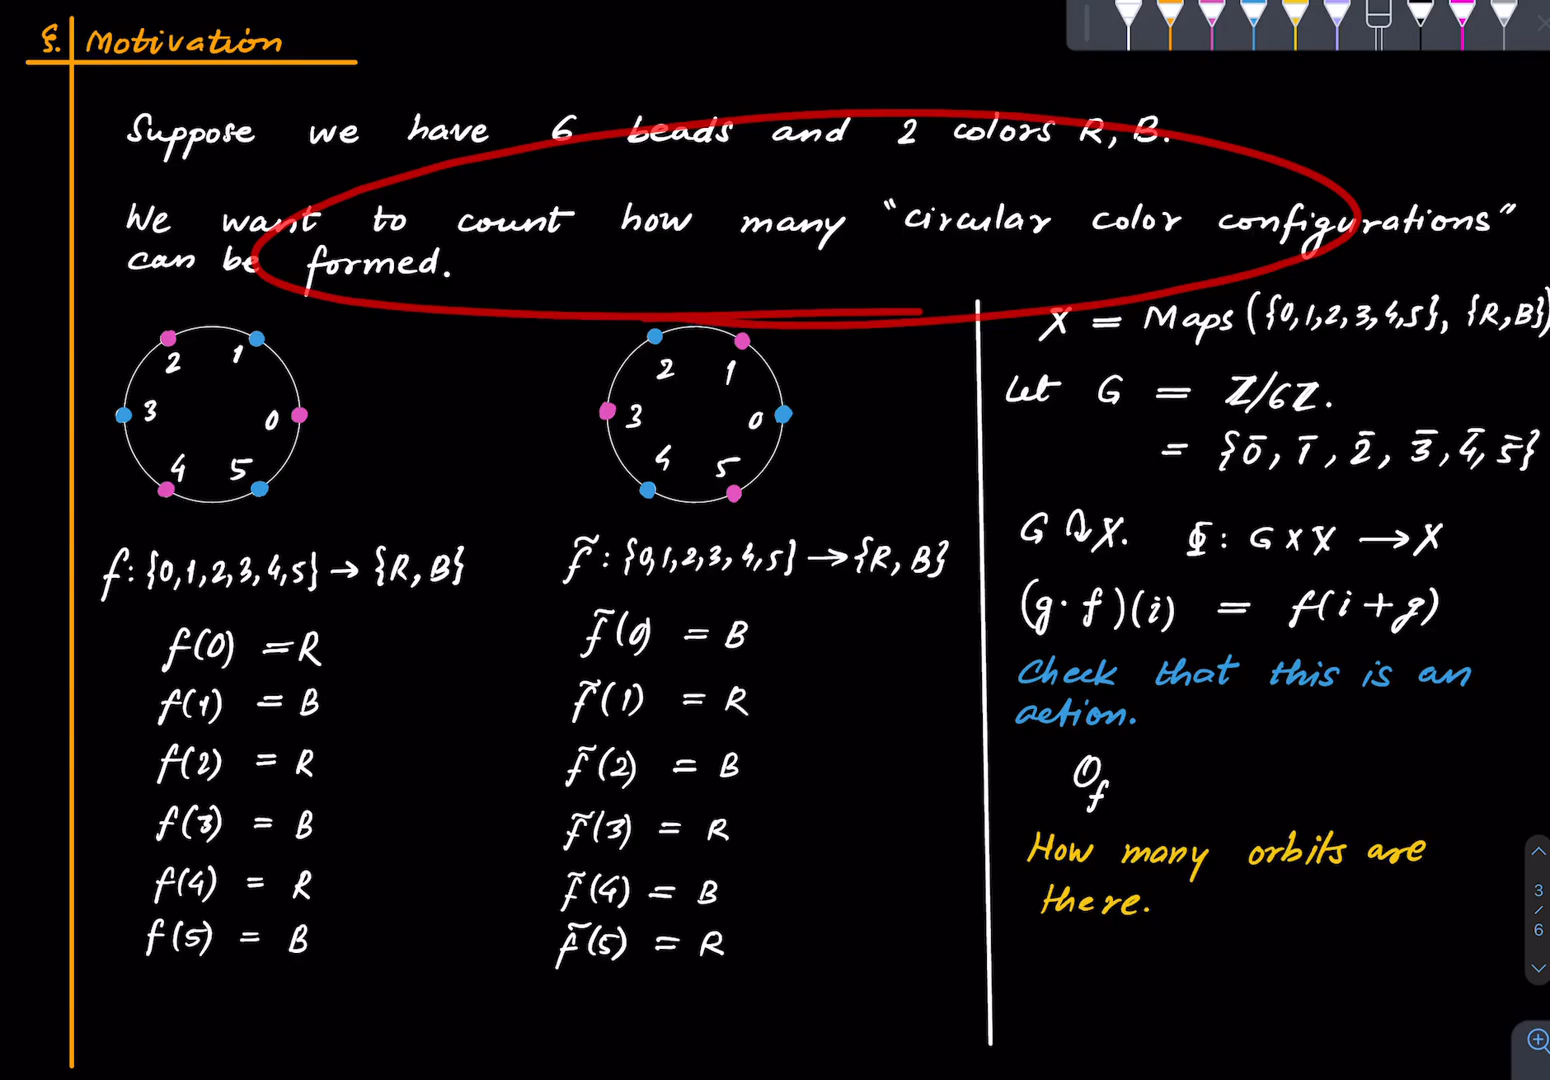 §. Motivation
Suppose we have 6 beads and 2 colors R, B.
We want to count how many "circular color configurations"
can be formed.
2 1
3 0
4 5
2 1
3 0
4 5
f: {0,1,2,3,4,5} → {R, B}
f(0) = R
f(1) = B
f(2) = R
f(3) = B
f(4) = R
f(5) = B
f̃ : {0,1,2,3,4,5} → {R, B}
f̃(0) = B
f̃(1) = R
f̃(2) = B
f̃(3) = R
f̃(4) = B
f̃(5) = R
X = Maps ({0,1,2,3,4,5}, {R,B})
Let G = ℤ/6ℤ.
= {0̄, 1̄, 2̄, 3̄, 4̄, 5̄}
G ↷ X. Φ : G × X → X
(g · f)(i) = f(i+g)
Check that this is an
action.
O_f
How many orbits are
there.
3
/
6